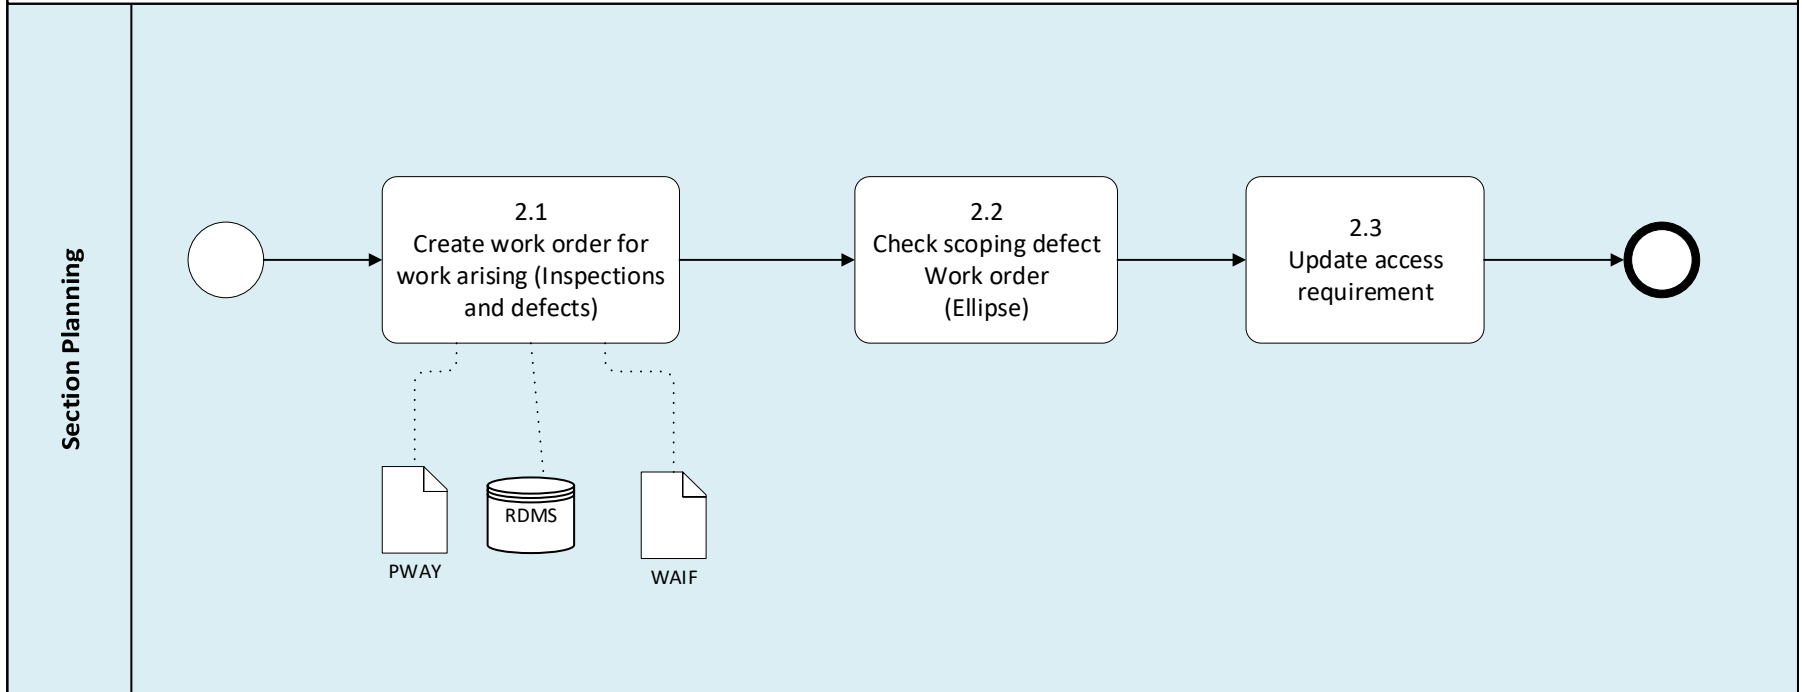 Section Planning
2.1
Create work order for
work arising (Inspections
and defects)
2.2
Check scoping defect
Work order
(Ellipse)
2.3
Update access
requirement
PWAY
RDMS
WAIF